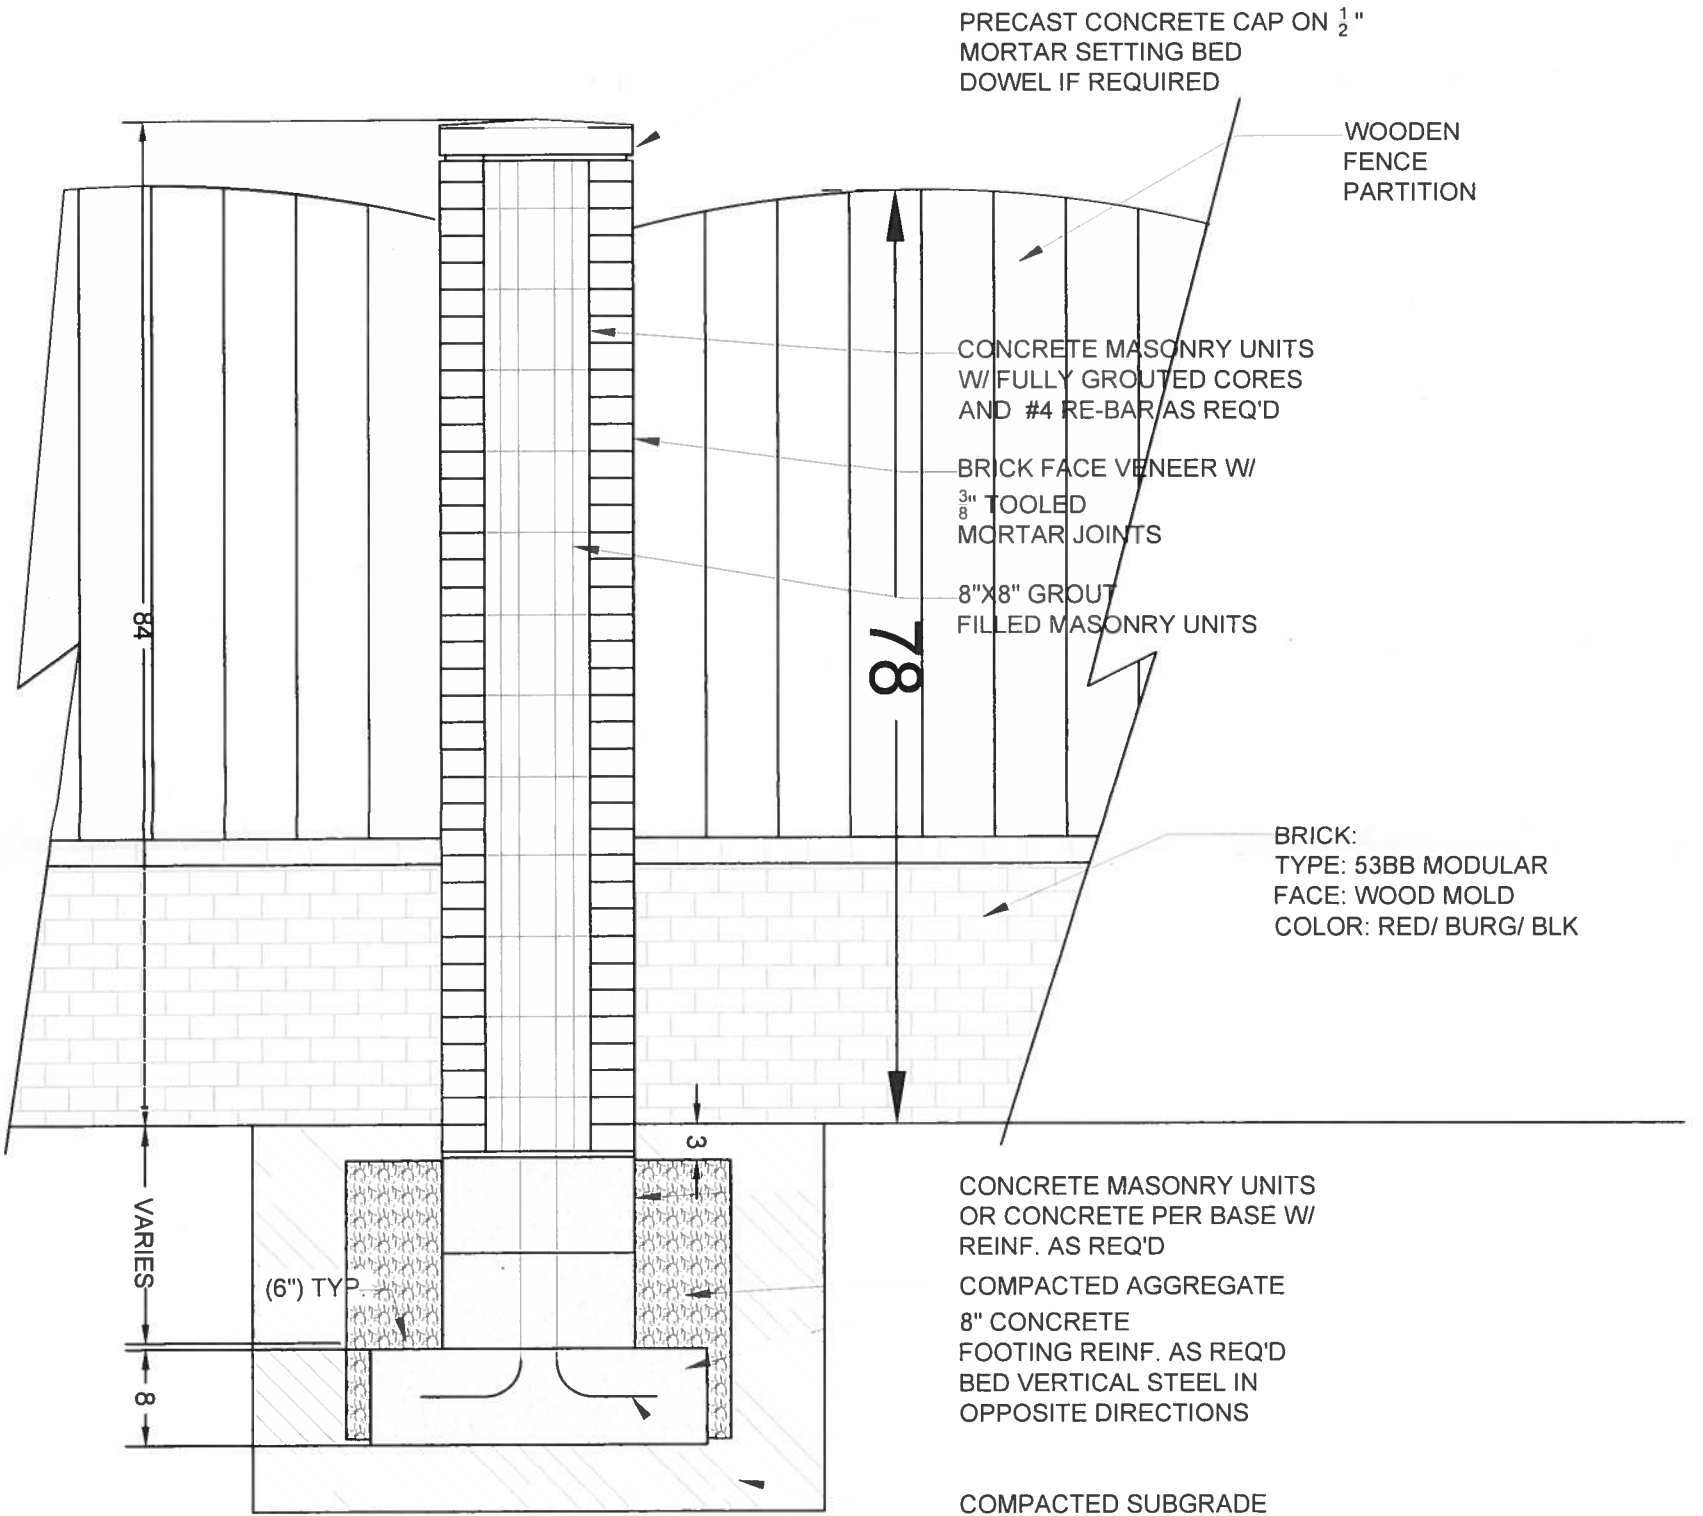 PRECAST CONCRETE CAP ON 1/2"
MORTAR SETTING BED
DOWEL IF REQUIRED
WOODEN
FENCE
PARTITION
CONCRETE MASONRY UNITS
W/ FULLY GROUTED CORES
AND #4 RE-BAR AS REQ'D
BRICK FACE VENEER W/
3/8" TOOLED
MORTAR JOINTS
8"X8" GROUT
FILLED MASONRY UNITS
84
78
BRICK:
TYPE: 53BB MODULAR
FACE: WOOD MOLD
COLOR: RED/ BURG/ BLK
3
VARIES
(6") TYP.
8
CONCRETE MASONRY UNITS
OR CONCRETE PER BASE W/
REINF. AS REQ'D
COMPACTED AGGREGATE
8" CONCRETE
FOOTING REINF. AS REQ'D
BED VERTICAL STEEL IN
OPPOSITE DIRECTIONS
COMPACTED SUBGRADE